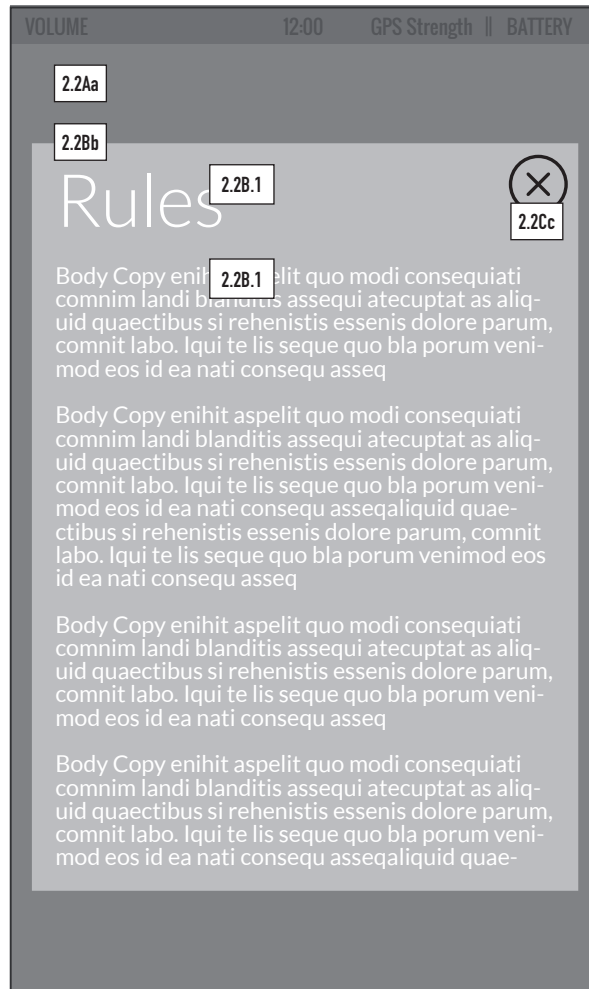 VOLUME 12:00 GPS Strength || BATTERY
2.2Aa
2.2Bb
Rules
2.2B.1
2.2Cc
Body Copy enih 2.2B.1 elit quo modi consequiati
comnim landi blanditis assequi atecuptat as aliq-
uid quaectibus si rehenistis essenis dolore parum,
comnit labo. Iqui te lis seque quo bla porum veni-
mod eos id ea nati consequ asseq
Body Copy enihit aspelit quo modi consequiati
comnim landi blanditis assequi atecuptat as aliq-
uid quaectibus si rehenistis essenis dolore parum,
comnit labo. Iqui te lis seque quo bla porum veni-
mod eos id ea nati consequ asseqaliquid quae-
ctibus si rehenistis essenis dolore parum, comnit
labo. Iqui te lis seque quo bla porum venimod eos
id ea nati consequ asseq
Body Copy enihit aspelit quo modi consequiati
comnim landi blanditis assequi atecuptat as aliq-
uid quaectibus si rehenistis essenis dolore parum,
comnit labo. Iqui te lis seque quo bla porum veni-
mod eos id ea nati consequ asseq
Body Copy enihit aspelit quo modi consequiati
comnim landi blanditis assequi atecuptat as aliq-
uid quaectibus si rehenistis essenis dolore parum,
comnit labo. Iqui te lis seque quo bla porum veni-
mod eos id ea nati consequ asseqaliquid quae-